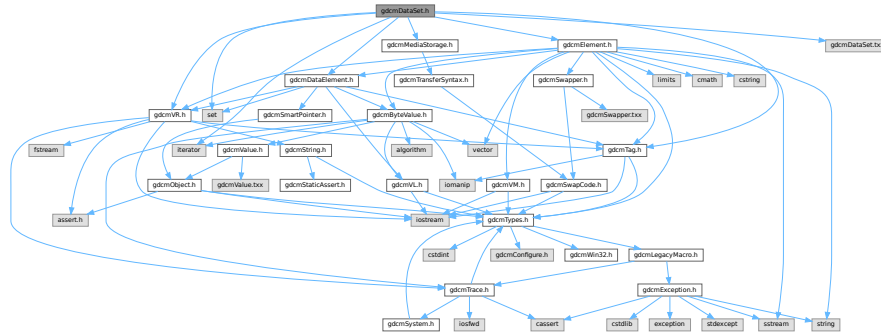 gdcmDataSet.h
gdcmMediaStorage.h
gdcmElement.h
gdcmDataSet.tx
gdcmDataElement.h
gdcmTransferSyntax.h
gdcmSwapper.h
limits
cmath
cstring
gdcmVR.h
set
gdcmSmartPointer.h
gdcmByteValue.h
gdcmSwapper.txx
fstream
iterator
gdcmValue.h
gdcmString.h
algorithm
vector
gdcmTag.h
gdcmObject.h
gdcmValue.txx
gdcmStaticAssert.h
gdcmVL.h
iomanip
gdcmVM.h
gdcmSwapCode.h
assert.h
iostream
gdcmTypes.h
cstdint
gdcmConfigure.h
gdcmWin32.h
gdcmLegacyMacro.h
gdcmTrace.h
gdcmException.h
gdcmSystem.h
iosfwd
cassert
cstdlib
exception
stdexcept
sstream
string